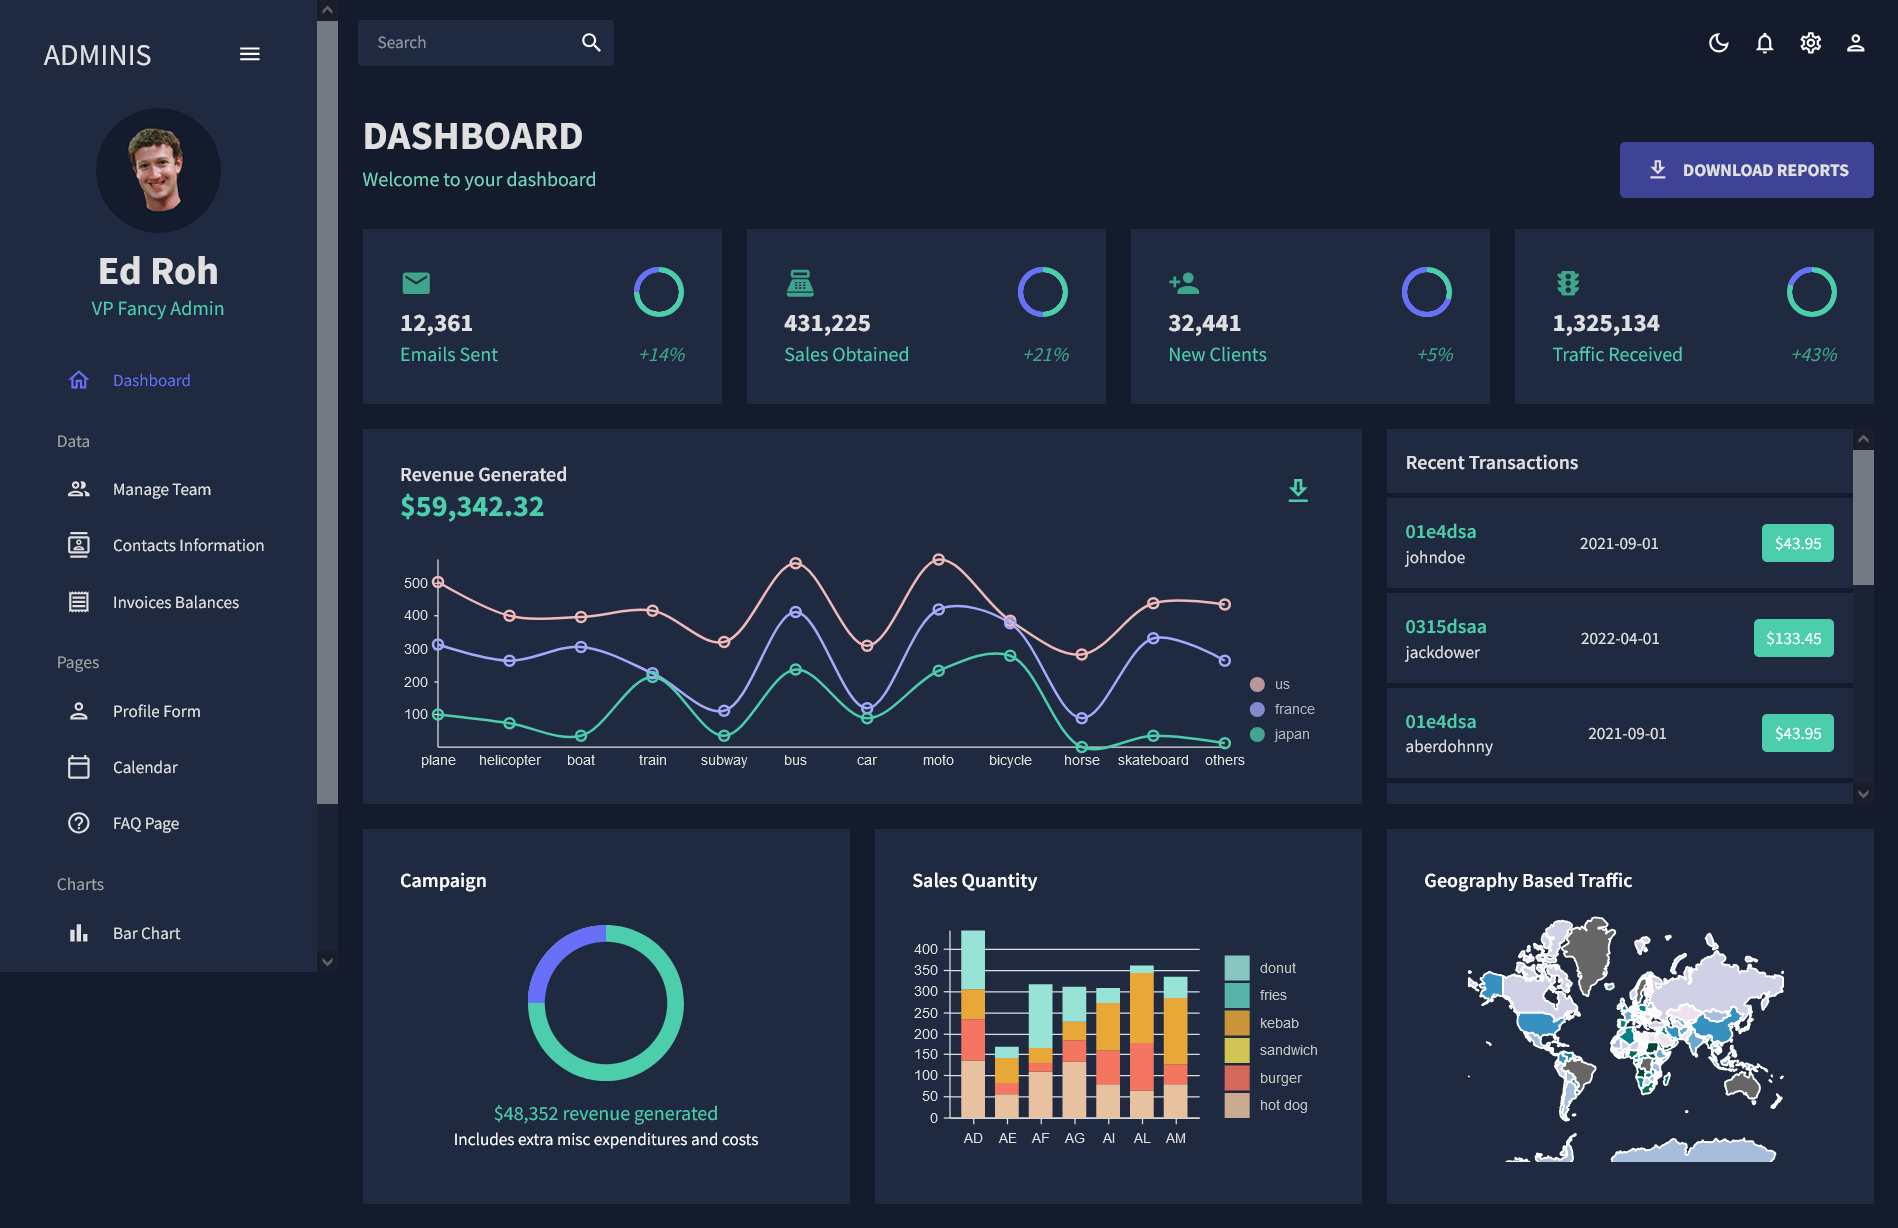 ADMINIS
Ed Roh
VP Fancy Admin
Dashboard
Data
Manage Team
Contacts Information
Invoices Balances
Pages
Profile Form
Calendar
FAQ Page
Charts
Bar Chart
Search
DASHBOARD
Welcome to your dashboard
DOWNLOAD REPORTS
12,361
Emails Sent
+14%
431,225
Sales Obtained
+21%
32,441
New Clients
+5%
1,325,134
Traffic Received
+43%
Revenue Generated
$59,342.32
500
400
300
200
100
plane helicopter boat train subway bus car moto bicycle horse skateboard others
us
france
japan
Recent Transactions
01e4dsa
johndoe
2021-09-01
$43.95
0315dsaa
jackdower
2022-04-01
$133.45
01e4dsa
aberdohnny
2021-09-01
$43.95
Campaign
$48,352 revenue generated
Includes extra misc expenditures and costs
Sales Quantity
400
350
300
250
200
150
100
50
0
AD AE AF AG AI AL AM
donut
fries
kebab
sandwich
burger
hot dog
Geography Based Traffic